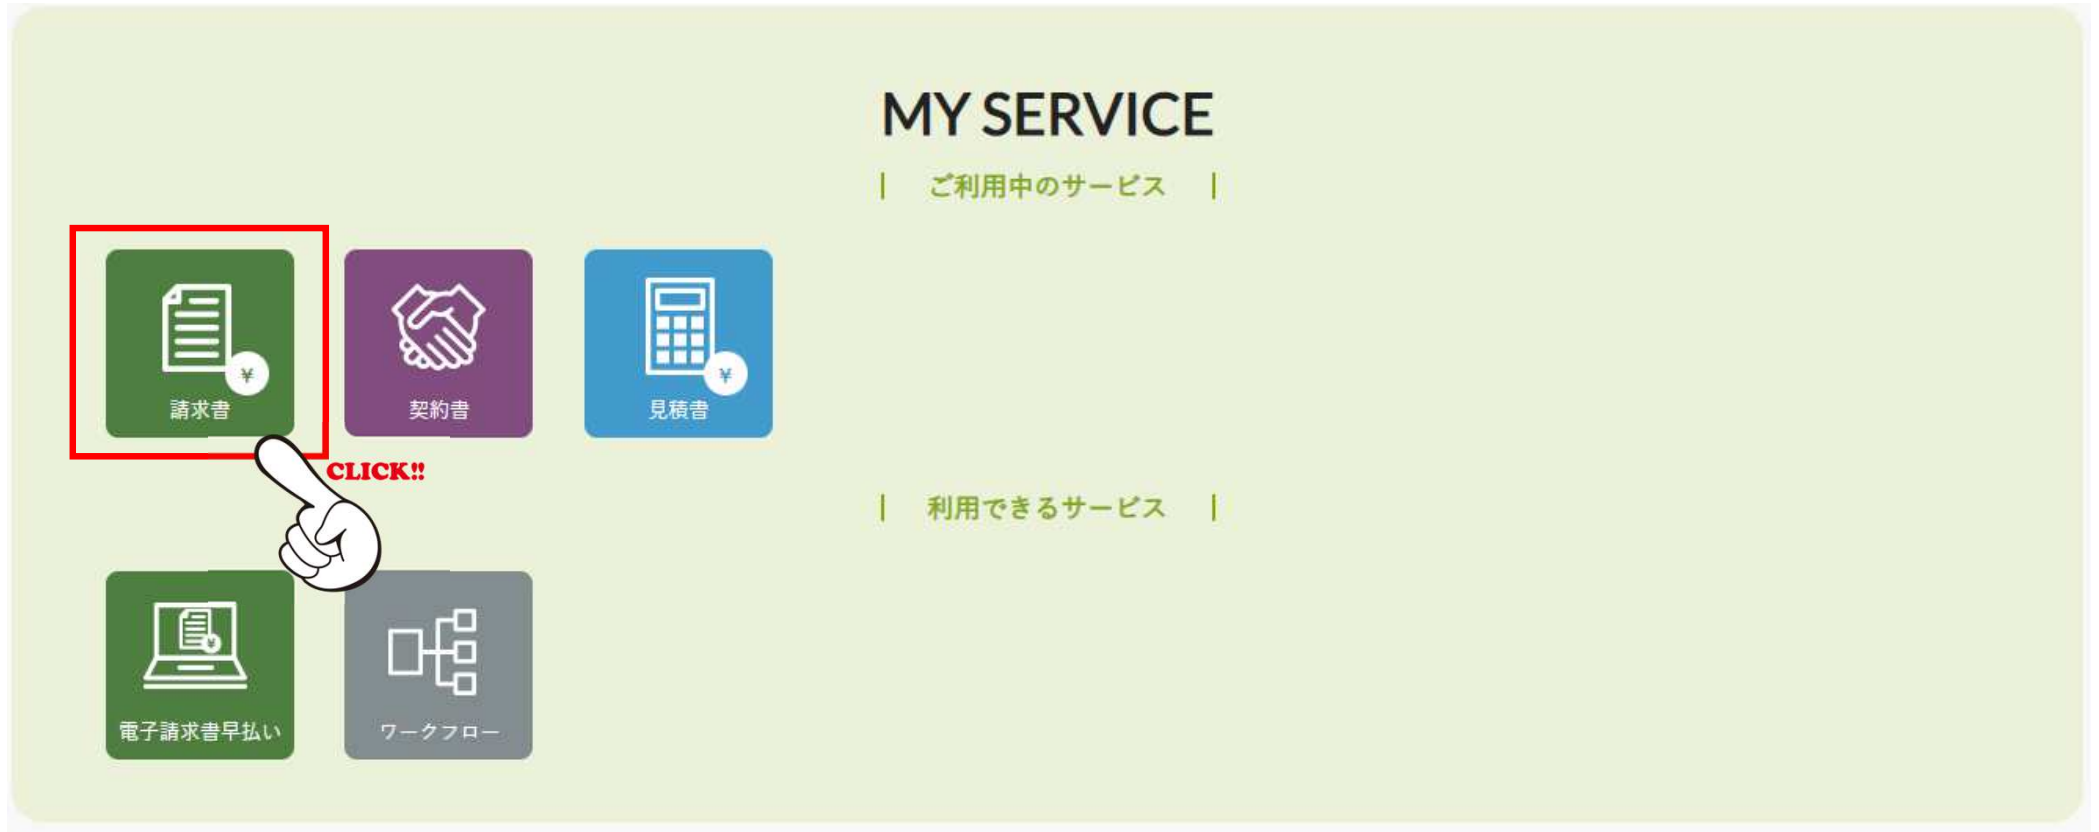 MY SERVICE
ご利用中のサービス
¥
請求書
契約書
¥
見積書
CLICK!!
利用できるサービス
¥
電子請求書早払い
ワークフロー